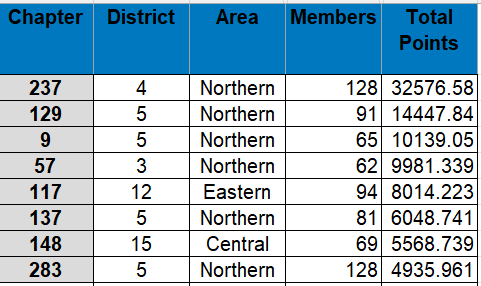 Chapter District Area Members Total Points
237 4 Northern 128 32576.58
129 5 Northern 91 14447.84
9 5 Northern 65 10139.05
57 3 Northern 62 9981.339
117 12 Eastern 94 8014.223
137 5 Northern 81 6048.741
148 15 Central 69 5568.739
283 5 Northern 128 4935.961